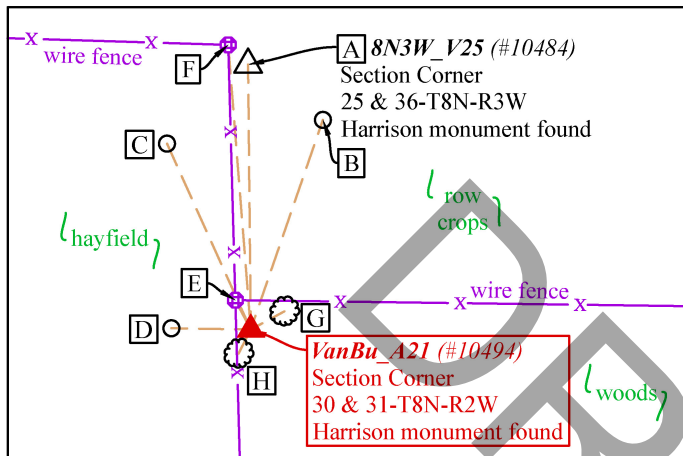 x x
wire fence
F
A 8N3W_V25 (#10484)
Section Corner
25 & 36-T8N-R3W
Harrison monument found
x
C
B
row
crops
hayfield
x
E
x x x
wire fence
G
D
H
x
VanBu_A21 (#10494)
Section Corner
30 & 31-T8N-R2W
Harrison monument found
woods
DR